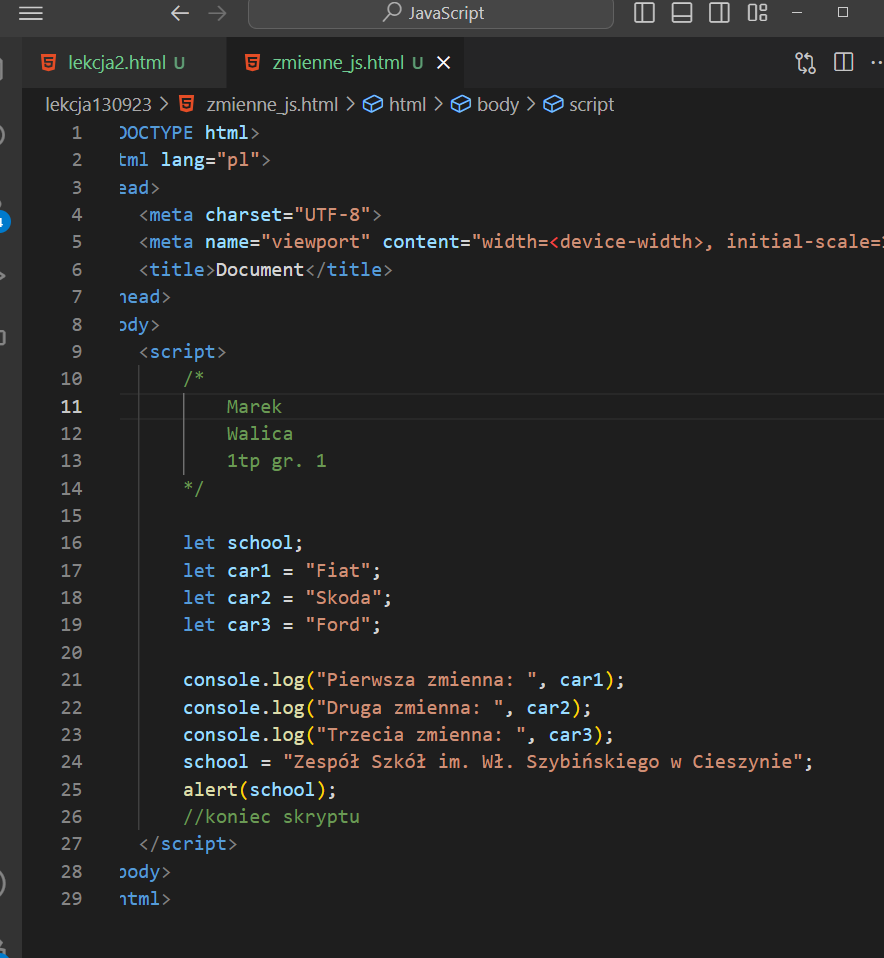 JavaScript
lekcja2.html U
zmienne_js.html U
lekcja130923 > zmienne_js.html > html > body > script
1 DOCTYPE html>
2 tml lang="pl">
3 ead>
4 <meta charset="UTF-8">
5 <meta name="viewport" content="width=<device-width>, initial-scale=1
6 <title>Document</title>
7 head>
8 ody>
9 <script>
10 /*
11 Marek
12 Walica
13 1tp gr. 1
14 */
15
16 let school;
17 let car1 = "Fiat";
18 let car2 = "Skoda";
19 let car3 = "Ford";
20
21 console.log("Pierwsza zmienna: ", car1);
22 console.log("Druga zmienna: ", car2);
23 console.log("Trzecia zmienna: ", car3);
24 school = "Zespół Szkół im. Wł. Szybińskiego w Cieszynie";
25 alert(school);
26 //koniec skryptu
27 </script>
28 body>
29 html>